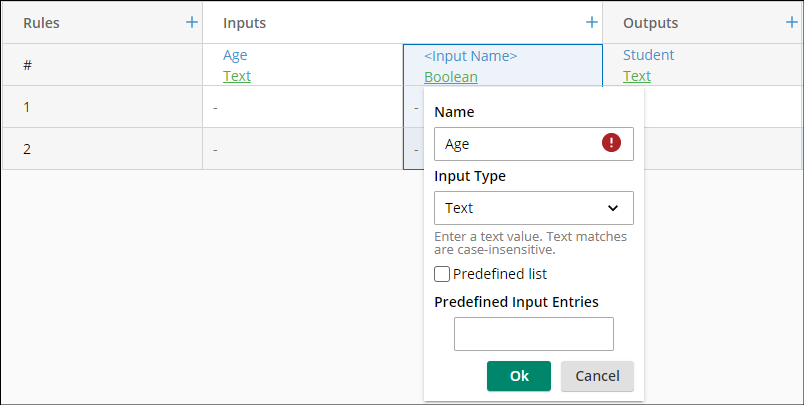 Rules + Inputs + Outputs +
# Age <Input Name> Student
Text Boolean Text
1 - -
2 - -
Name
Age !
Input Type
Text
Enter a text value. Text matches
are case-insensitive.
Predefined list
Predefined Input Entries
Ok Cancel